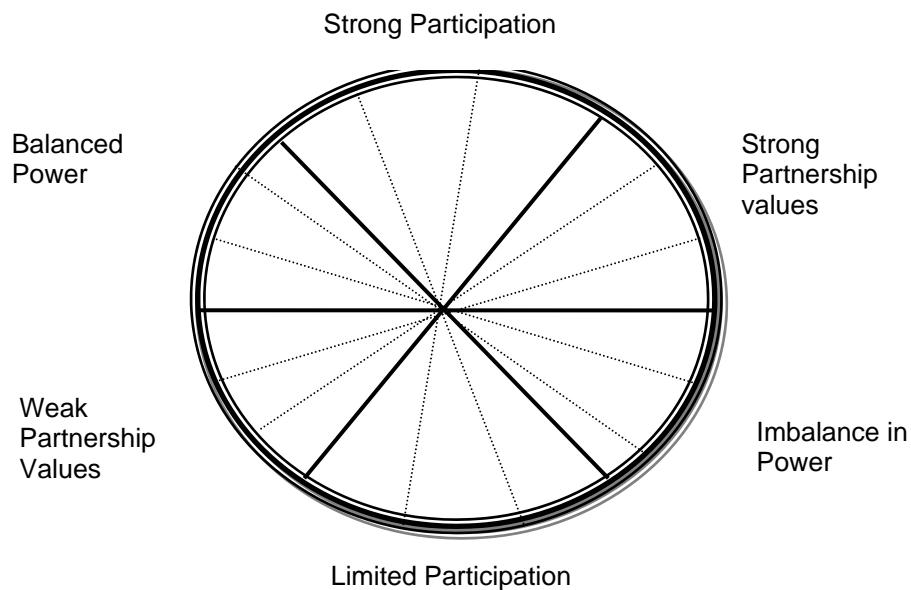 Strong Participation
Balanced
Power
Strong
Partnership
values
Weak
Partnership
Values
Imbalance in
Power
Limited Participation